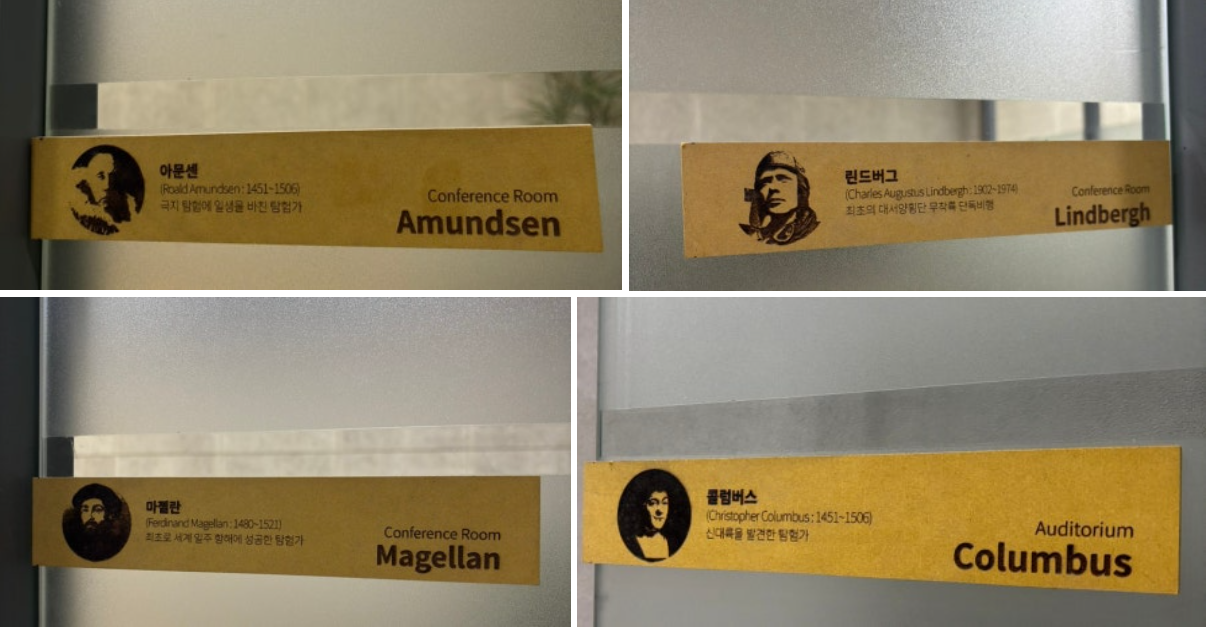 아문센
(Roald Amundsen : 1451~1506)
극지 탐험에 일생을 바친 탐험가
Conference Room
Amundsen
린드버그
(Charles Augustus Lindbergh : 1902~1974)
최초의 대서양횡단 무착륙 단독비행
Conference Room
Lindbergh
마젤란
(Ferdinand Magellan : 1480~1521)
최초로 세계 일주 항해에 성공한 탐험가
Conference Room
Magellan
콜럼버스
(Christopher Columbus : 1451~1506)
신대륙을 발견한 탐험가
Auditorium
Columbus